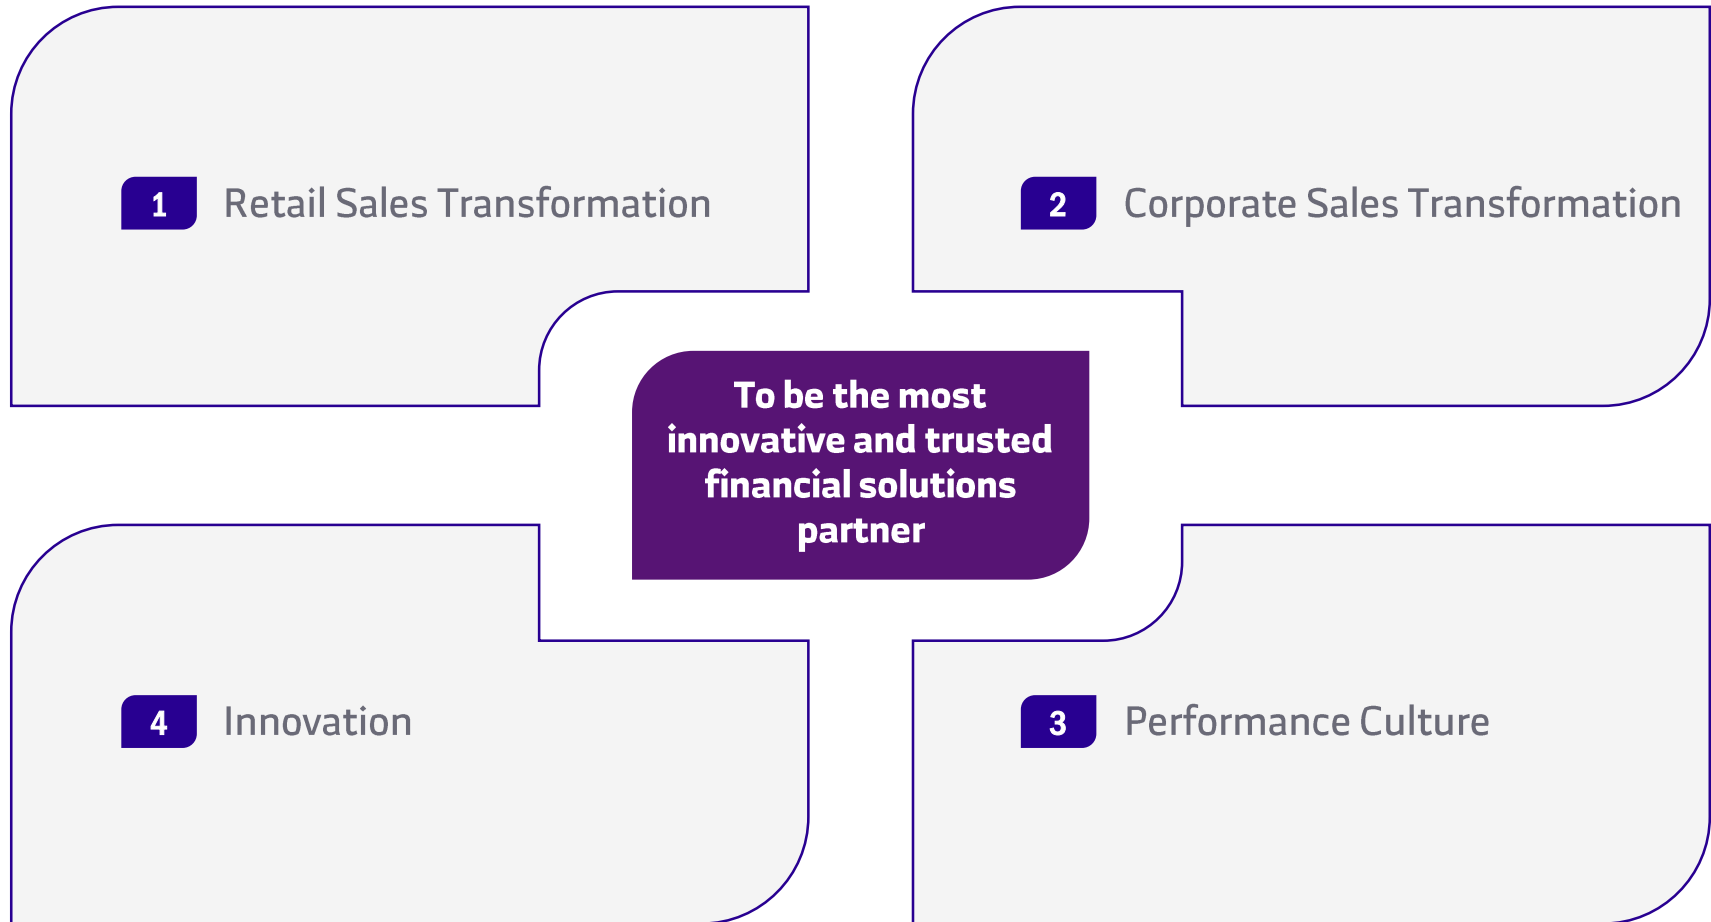 1 Retail Sales Transformation
2 Corporate Sales Transformation
To be the most
innovative and trusted
financial solutions
partner
4 Innovation
3 Performance Culture